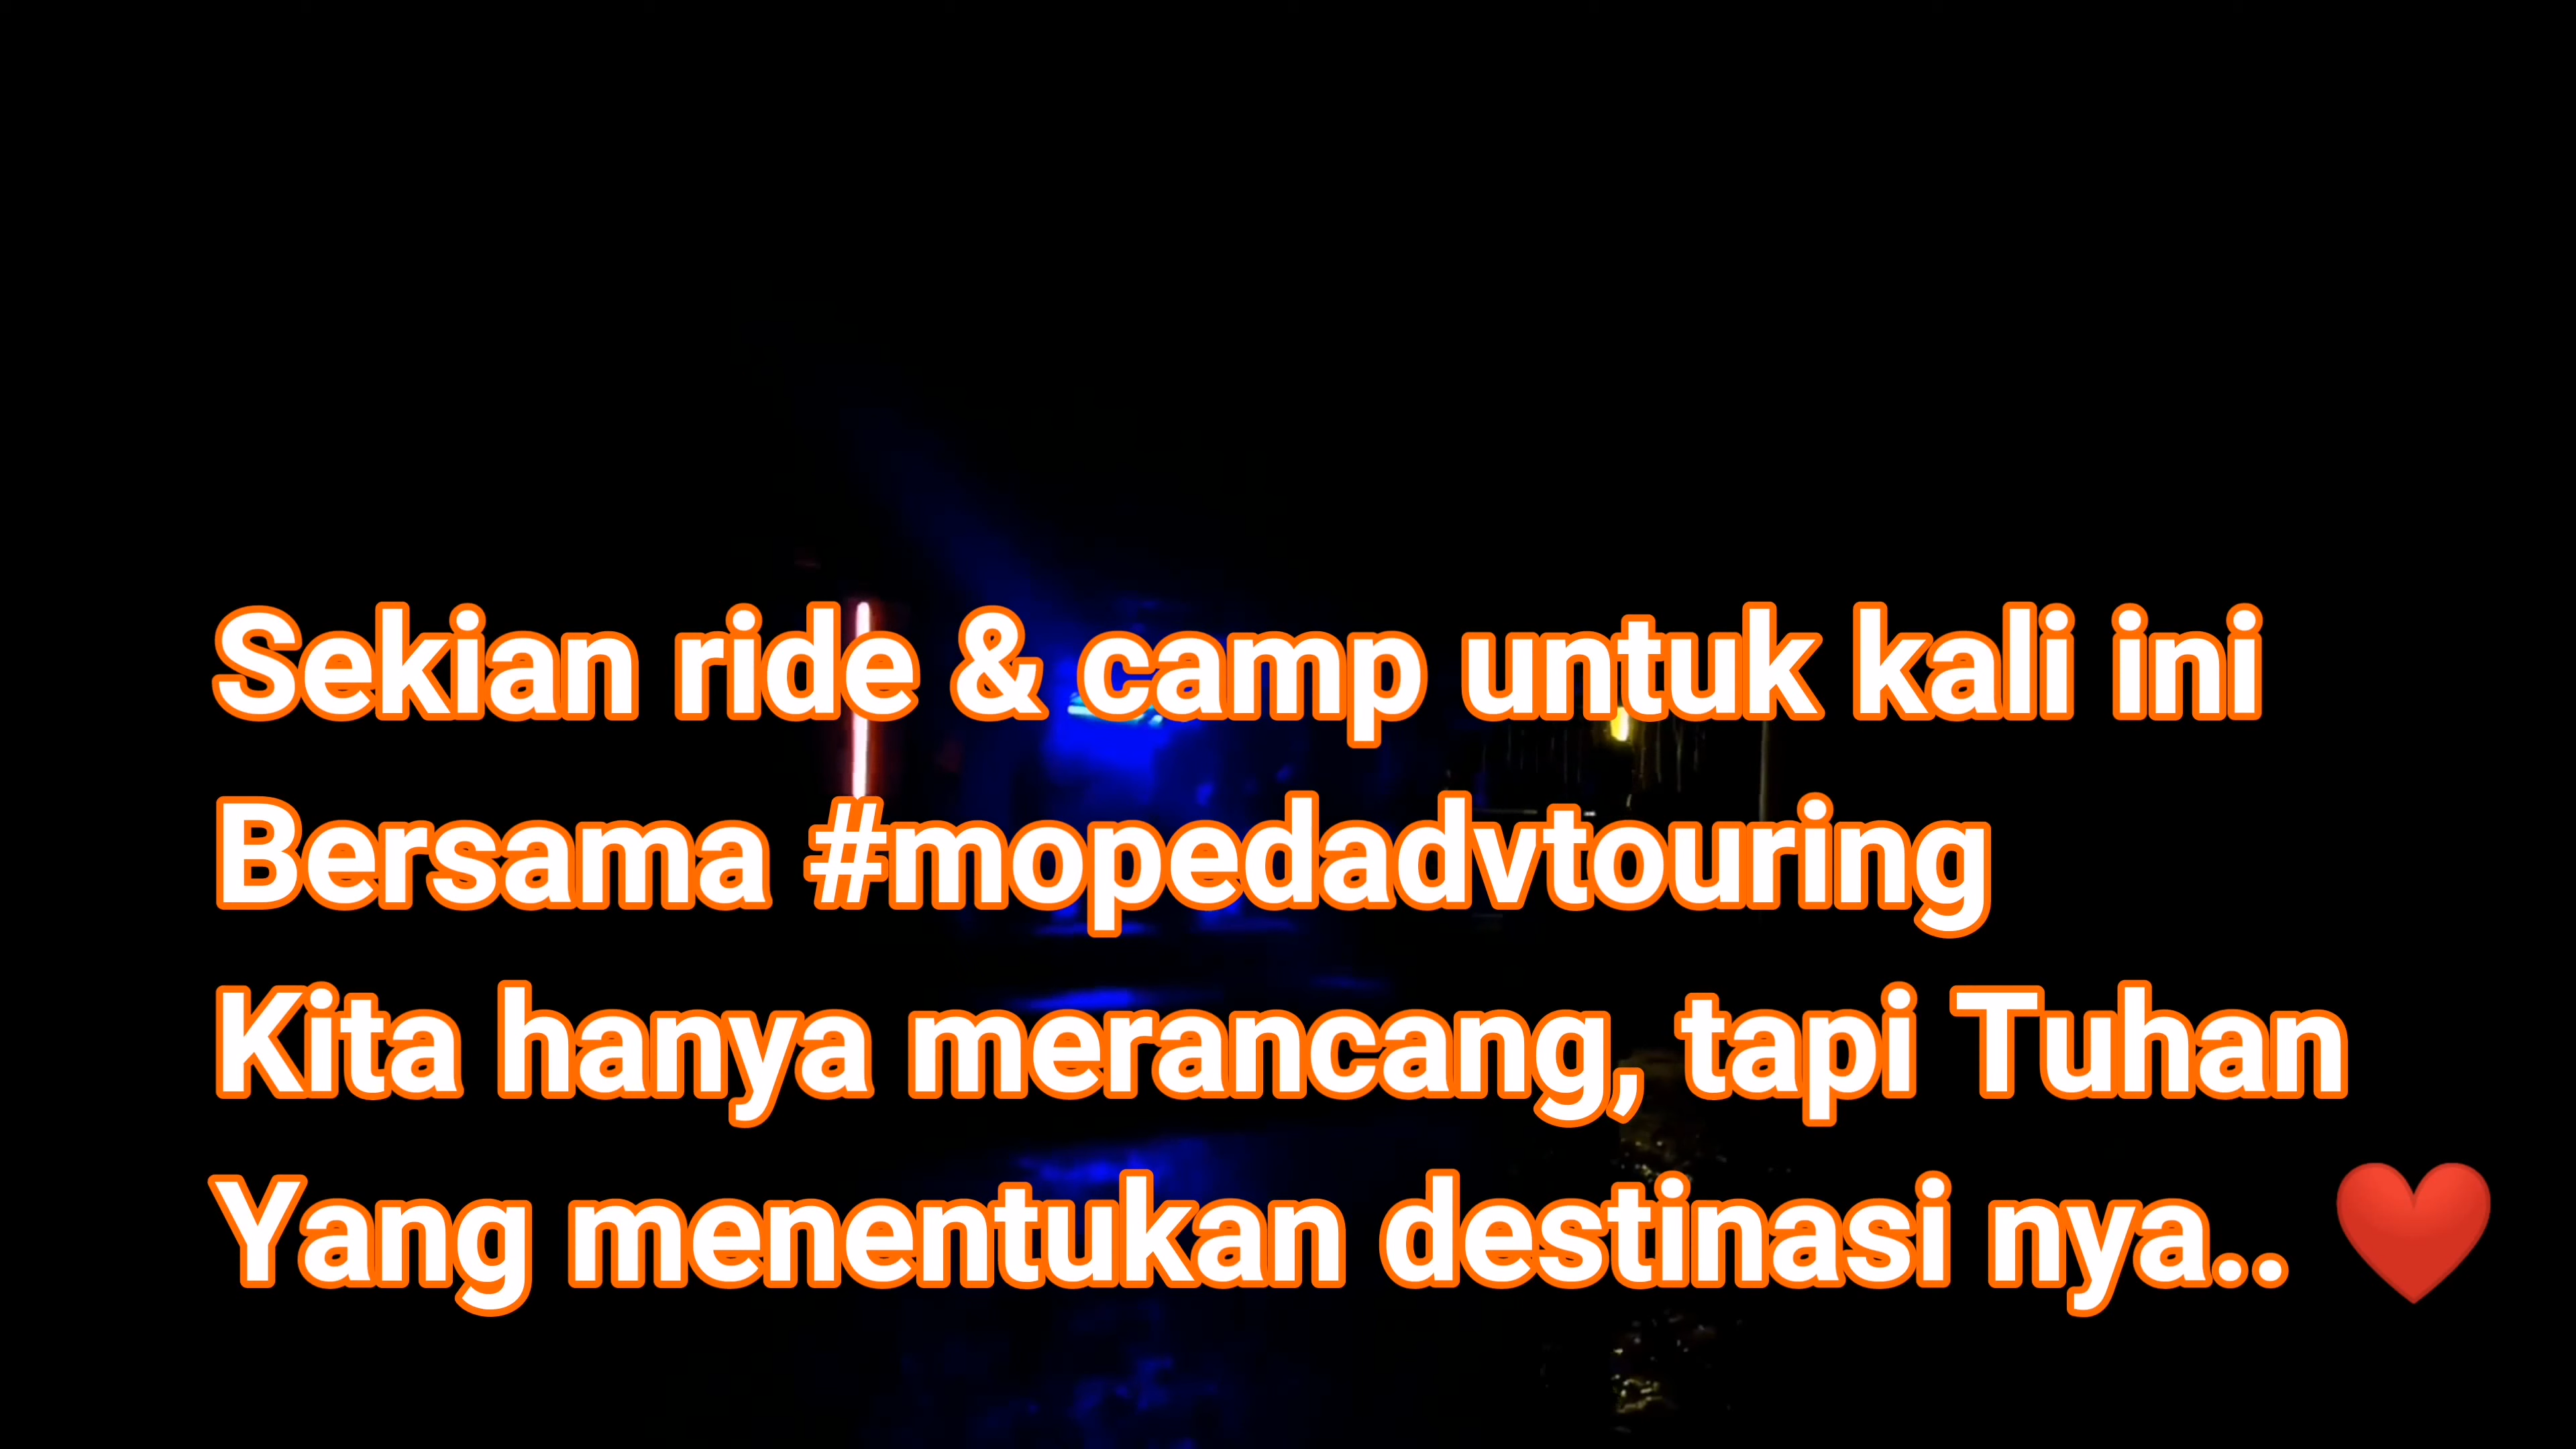 Sekian ride & camp untuk kali ini
Bersama #mopedadvtouring
Kita hanya merancang, tapi Tuhan
Yang menentukan destinasi nya.. ❤️